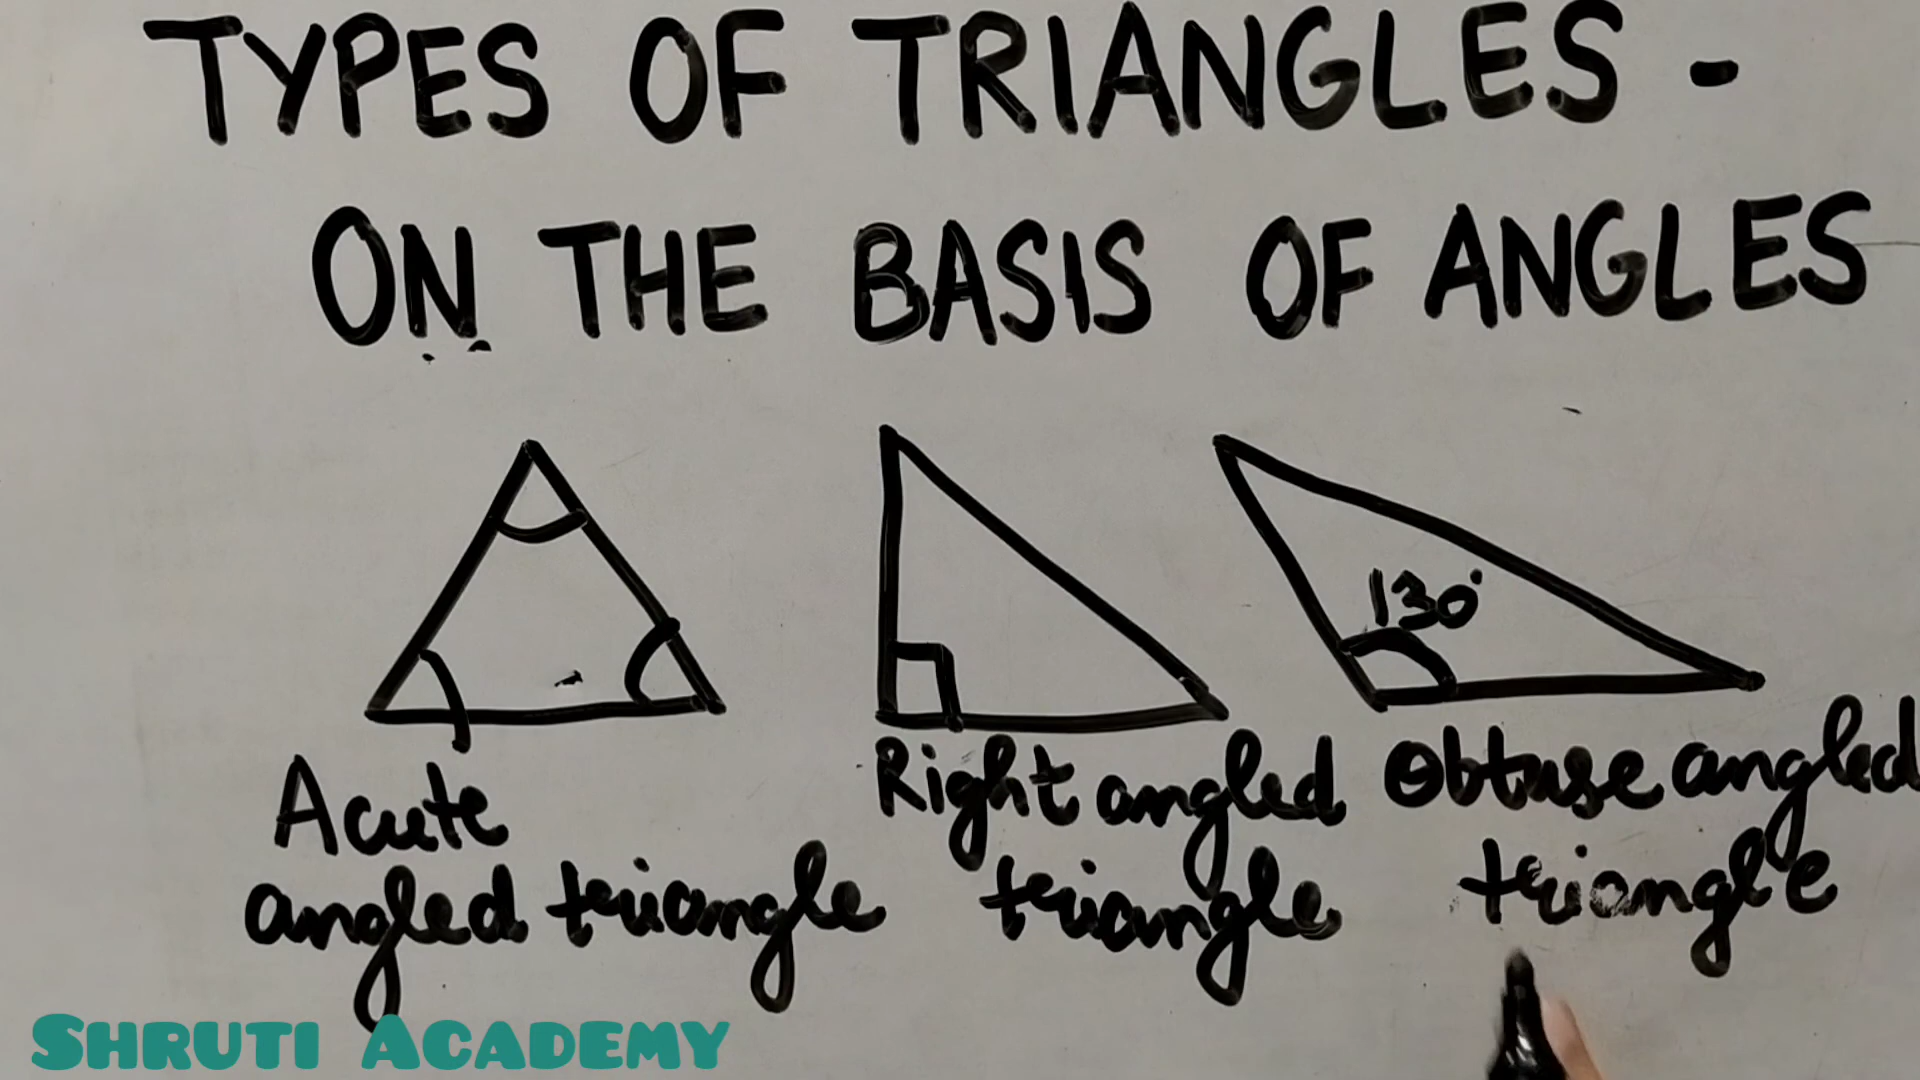 TYPES OF TRIANGLES -
ON THE BASIS OF ANGLES
130°
Acute
angled triangle
Right angled
triangle
Obtuse angled
triangle
SHRUTI ACADEMY